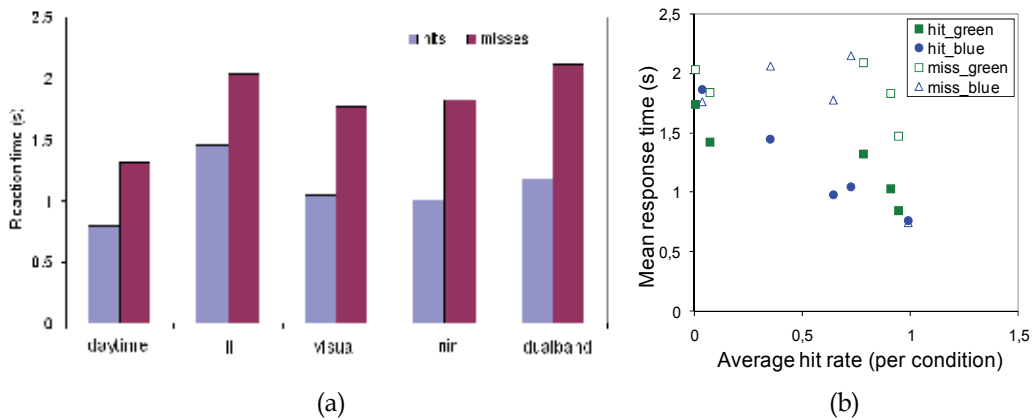 2.5
2
1.5
1
0.5
0
Reaction time (s)
hits misses
daytime
ll
visual
nir
dualband
(a)
2,5
2
1,5
1
0,5
0
Mean response time (s)
hit_green
hit_blue
miss_green
miss_blue
0 0,5 1 1,5
Average hit rate (per condition)
(b)